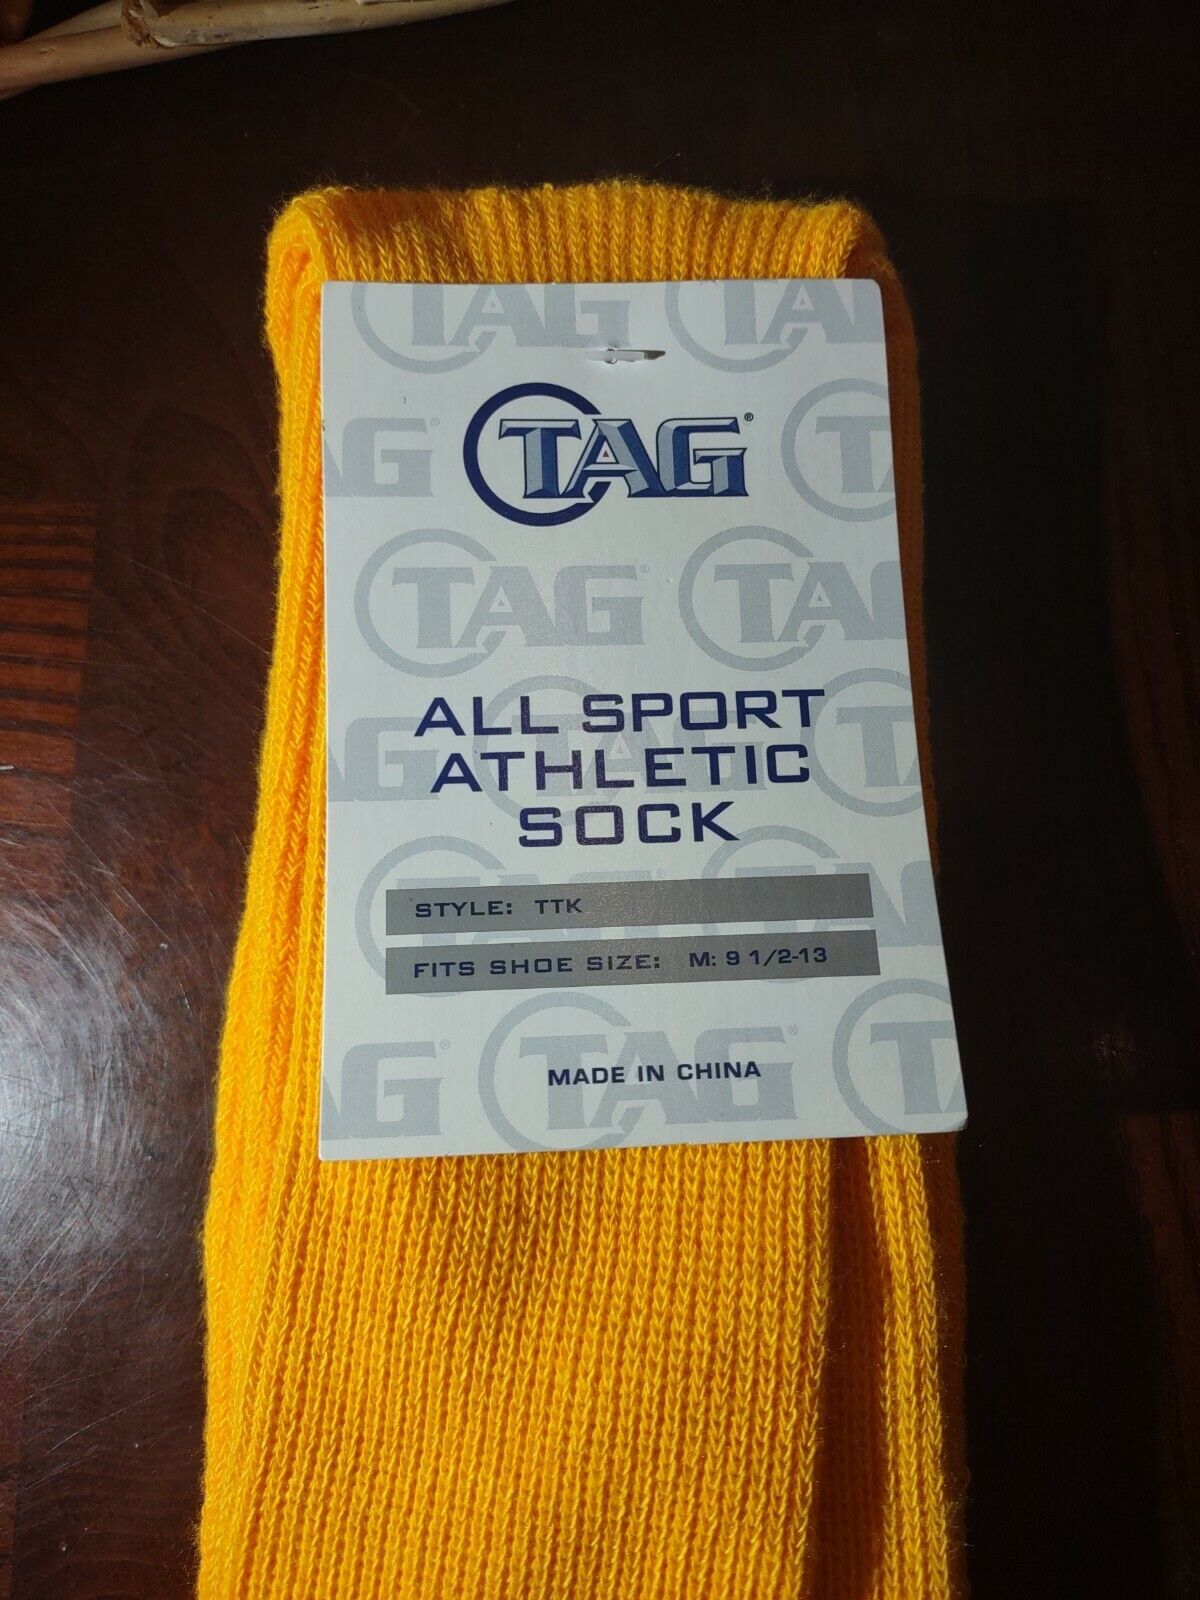 TAG®
ALL SPORT
ATHLETIC
SOCK
STYLE: TTK
FITS SHOE SIZE: M: 9 1/2-13
MADE IN CHINA